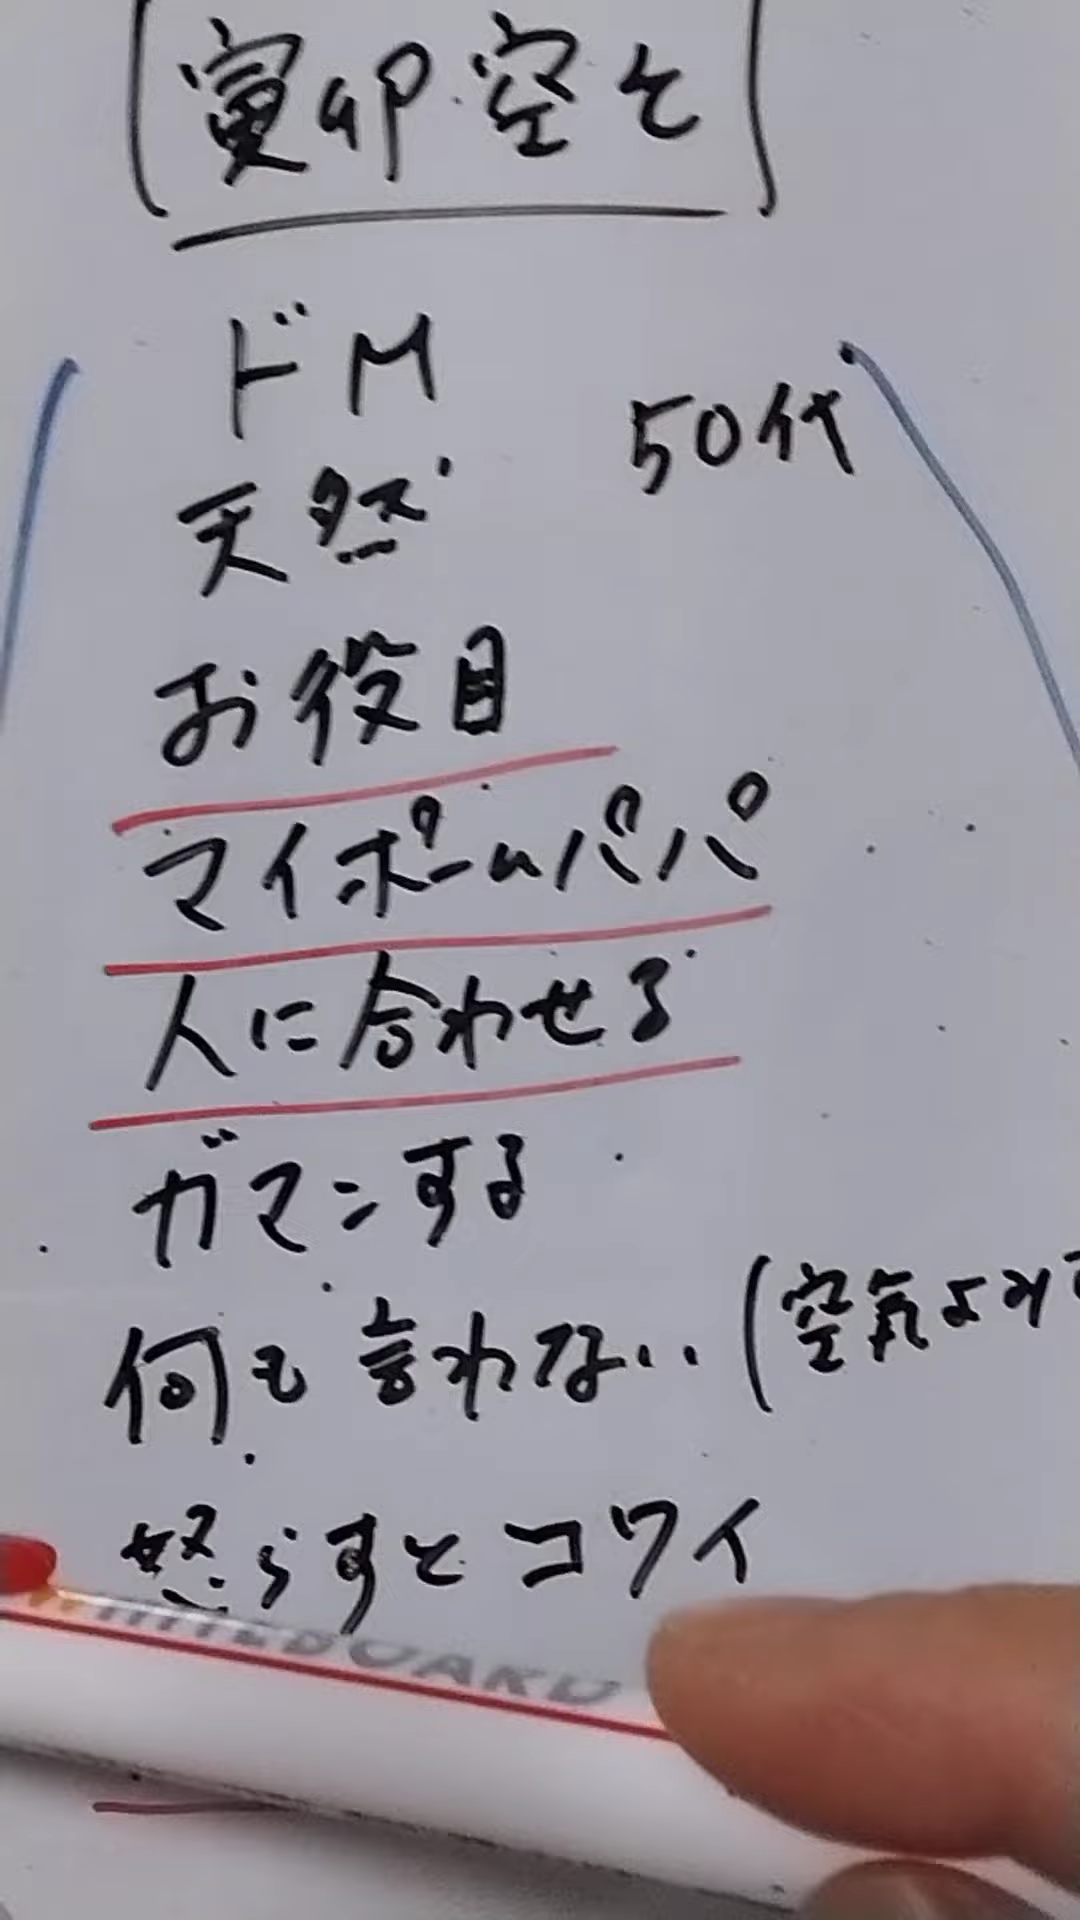 寅卯空亡
ドM
50代
天然
お役目
マイホームパパ
人に合わせる
ガマンする
何も言わない‥(空気よみ
怒らすとコワイ
WHITEBOARD